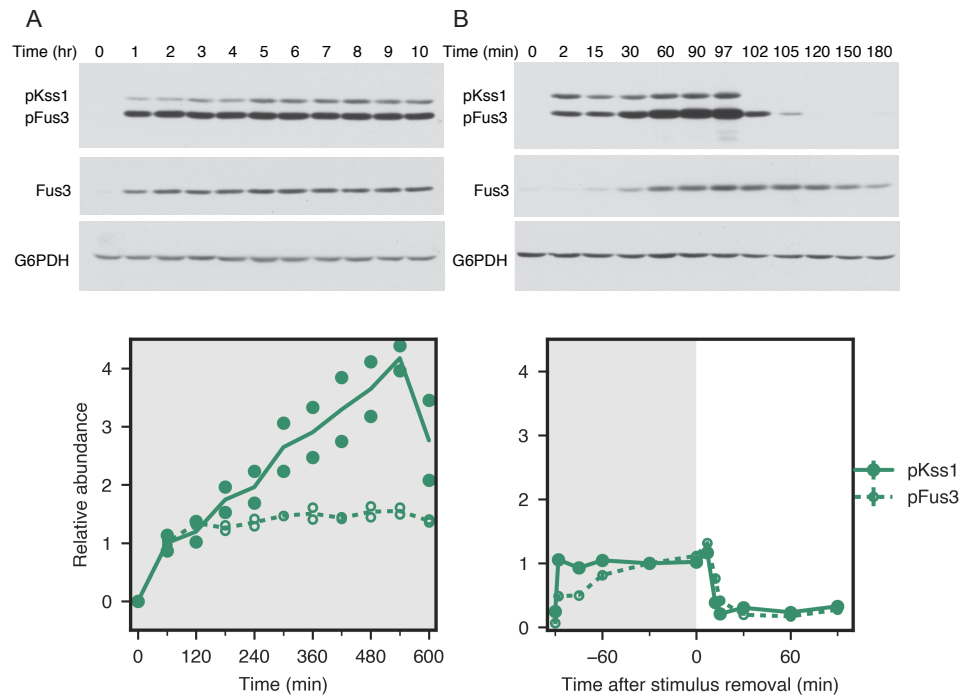 A
Time (hr) 0 1 2 3 4 5 6 7 8 9 10
pKss1
pFus3
Fus3
G6PDH
B
Time (min) 0 2 15 30 60 90 97 102 105 120 150 180
pKss1
pFus3
Fus3
G6PDH
Relative abundance
4
3
2
1
0
0 120 240 360 480 600
Time (min)
4
3
2
1
0
−60 0 60
Time after stimulus removal (min)
pKss1
pFus3